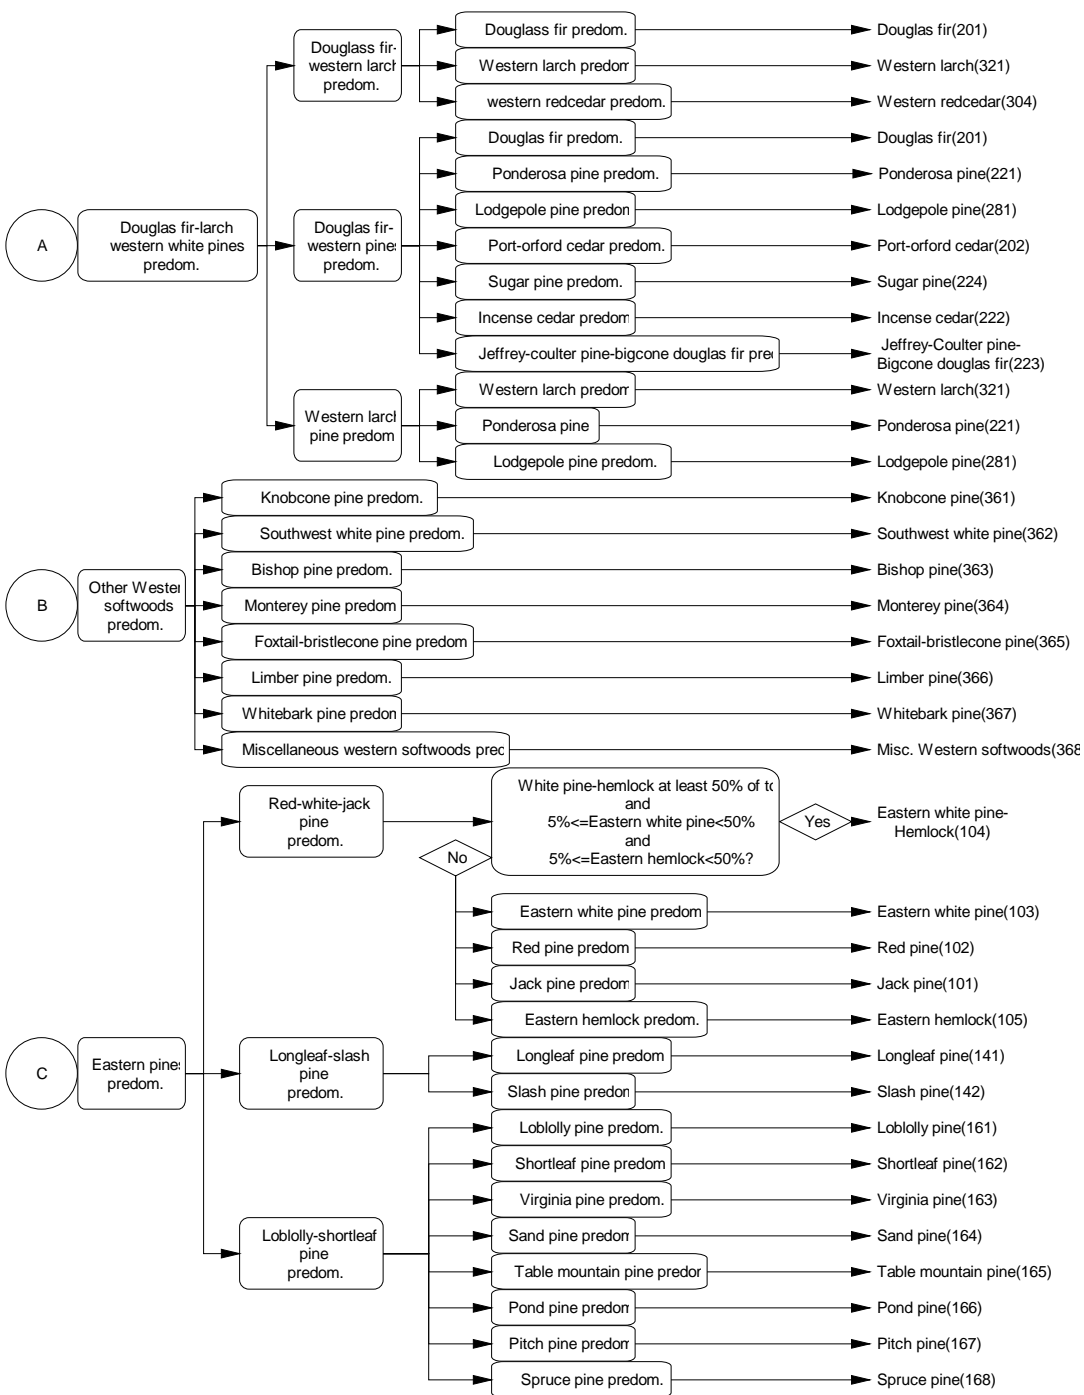 Douglass fir predom.
Douglas fir(201)
Douglass fir-
western larch
predom.
Western larch predom
Western larch(321)
western redcedar predom.
Western redcedar(304)
Douglas fir predom.
Douglas fir(201)
Ponderosa pine predom.
Ponderosa pine(221)
Lodgepole pine predon
Lodgepole pine(281)
A
Douglas fir-larch
western white pines
predom.
Douglas fir-
western pines
predom.
Port-orford cedar predom.
Port-orford cedar(202)
Sugar pine predom.
Sugar pine(224)
Incense cedar predom
Incense cedar(222)
Jeffrey-coulter pine-bigcone douglas fir pre
Jeffrey-Coulter pine-
Bigcone douglas fir(223)
Western larch predom
Western larch(321)
Western larch
pine predom
Ponderosa pine
Ponderosa pine(221)
Lodgepole pine predom.
Lodgepole pine(281)
Knobcone pine predom.
Knobcone pine(361)
Southwest white pine predom.
Southwest white pine(362)
Bishop pine predom.
Bishop pine(363)
B
Other Wester
softwoods
predom.
Monterey pine predom
Monterey pine(364)
Foxtail-bristlecone pine predom
Foxtail-bristlecone pine(365)
Limber pine predom.
Limber pine(366)
Whitebark pine predon
Whitebark pine(367)
Miscellaneous western softwoods pred
Misc. Western softwoods(368
Red-white-jack
pine
predom.
White pine-hemlock at least 50% of to
and
5%<=Eastern white pine<50%
and
5%<=Eastern hemlock<50%?
Yes
Eastern white pine-
Hemlock(104)
No
Eastern white pine predom
Eastern white pine(103)
Red pine predom
Red pine(102)
Jack pine predom
Jack pine(101)
Eastern hemlock predom.
Eastern hemlock(105)
C
Eastern pines
predom.
Longleaf-slash
pine
predom.
Longleaf pine predom
Longleaf pine(141)
Slash pine predon
Slash pine(142)
Loblolly pine predom.
Loblolly pine(161)
Shortleaf pine predom
Shortleaf pine(162)
Virginia pine predom.
Virginia pine(163)
Loblolly-shortleaf
pine
predom.
Sand pine predom
Sand pine(164)
Table mountain pine predor
Table mountain pine(165)
Pond pine predom
Pond pine(166)
Pitch pine predom
Pitch pine(167)
Spruce pine predom.
Spruce pine(168)